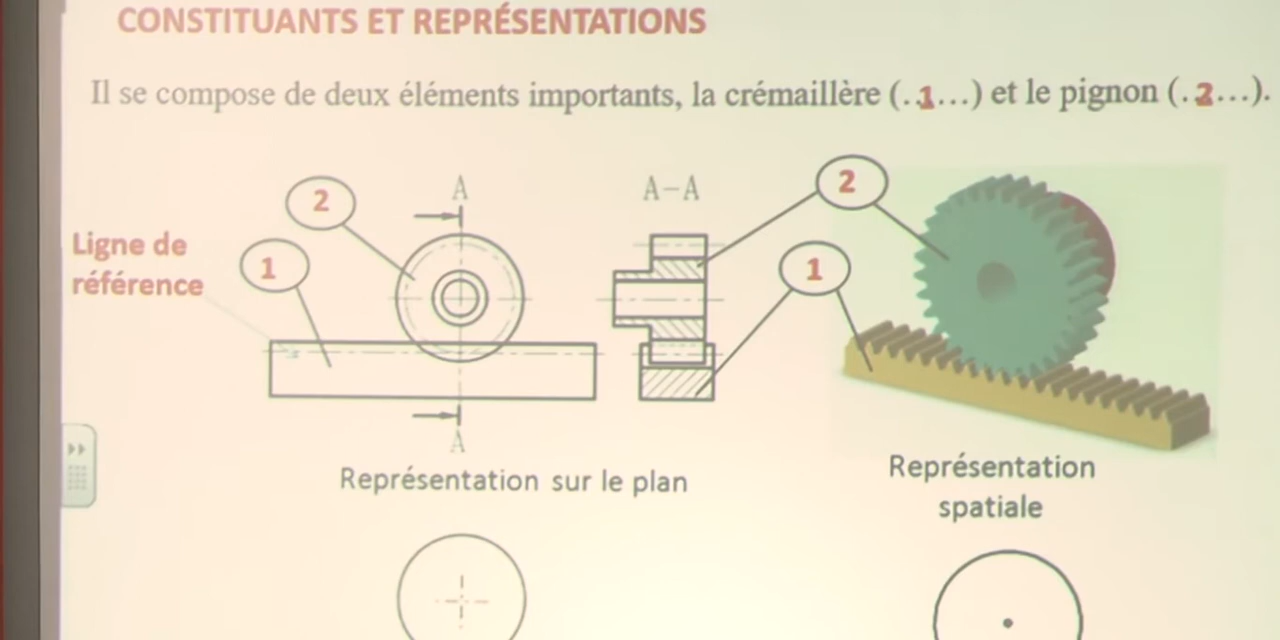 CONSTITUANTS ET REPRÉSENTATIONS
Il se compose de deux éléments importants, la crémaillère (.1...) et le pignon (.2...).
2
A
A-A
2
Ligne de
référence
1
1
A
Représentation sur le plan
Représentation
spatiale